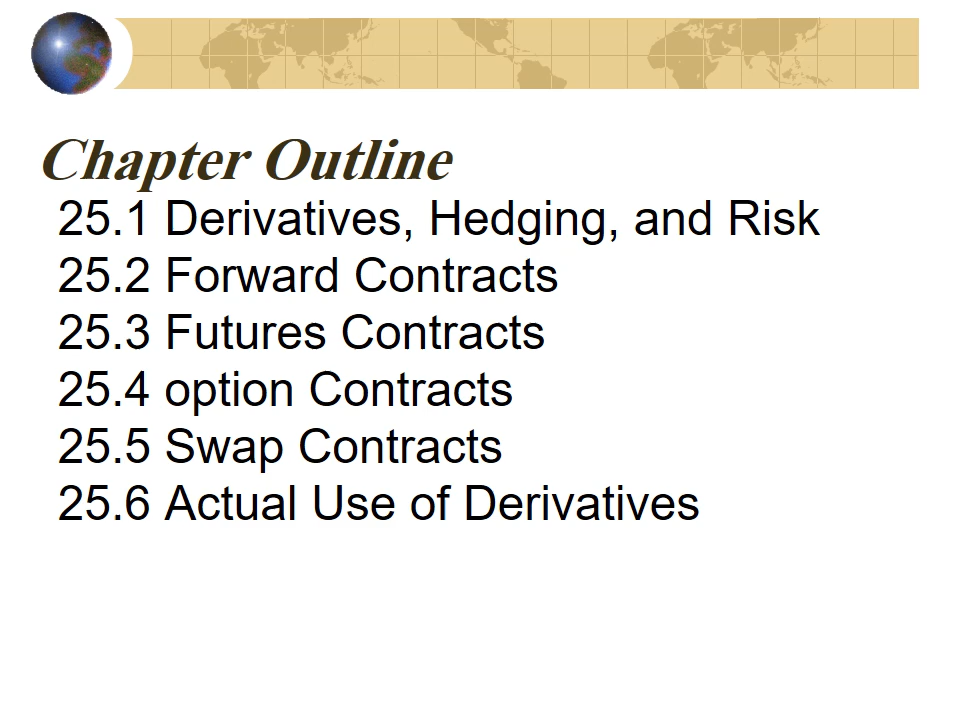 Chapter Outline
25.1 Derivatives, Hedging, and Risk
25.2 Forward Contracts
25.3 Futures Contracts
25.4 option Contracts
25.5 Swap Contracts
25.6 Actual Use of Derivatives